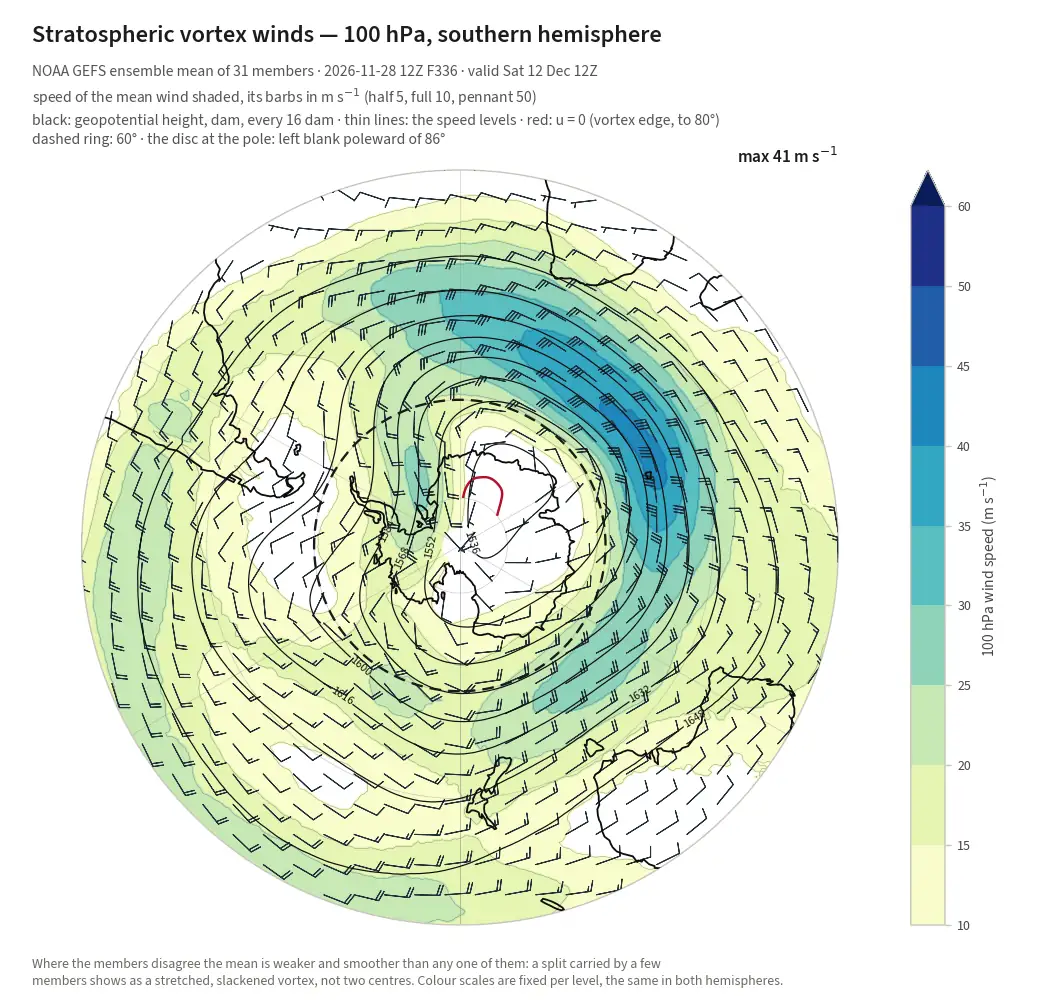 Stratospheric vortex winds — 100 hPa, southern hemisphere
NOAA GEFS ensemble mean of 31 members · 2026-11-28 12Z F336 · valid Sat 12 Dec 12Z
speed of the mean wind shaded, its barbs in m s⁻¹ (half 5, full 10, pennant 50)
black: geopotential height, dam, every 16 dam · thin lines: the speed levels · red: u = 0 (vortex edge, to 80°)
dashed ring: 60° · the disc at the pole: left blank poleward of 86°
max 41 m s⁻¹
60
50
45
40
35
30
25
20
15
10
100 hPa wind speed (m s⁻¹)
1536
1552
1568
1600
1616
1632
1648
Where the members disagree the mean is weaker and smoother than any one of them: a split carried by a few
members shows as a stretched, slackened vortex, not two centres. Colour scales are fixed per level, the same in both hemispheres.